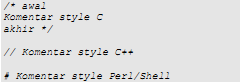 /* awal
Komentar style C
akhir */
// Komentar style C++
# Komentar style Perl/Shell